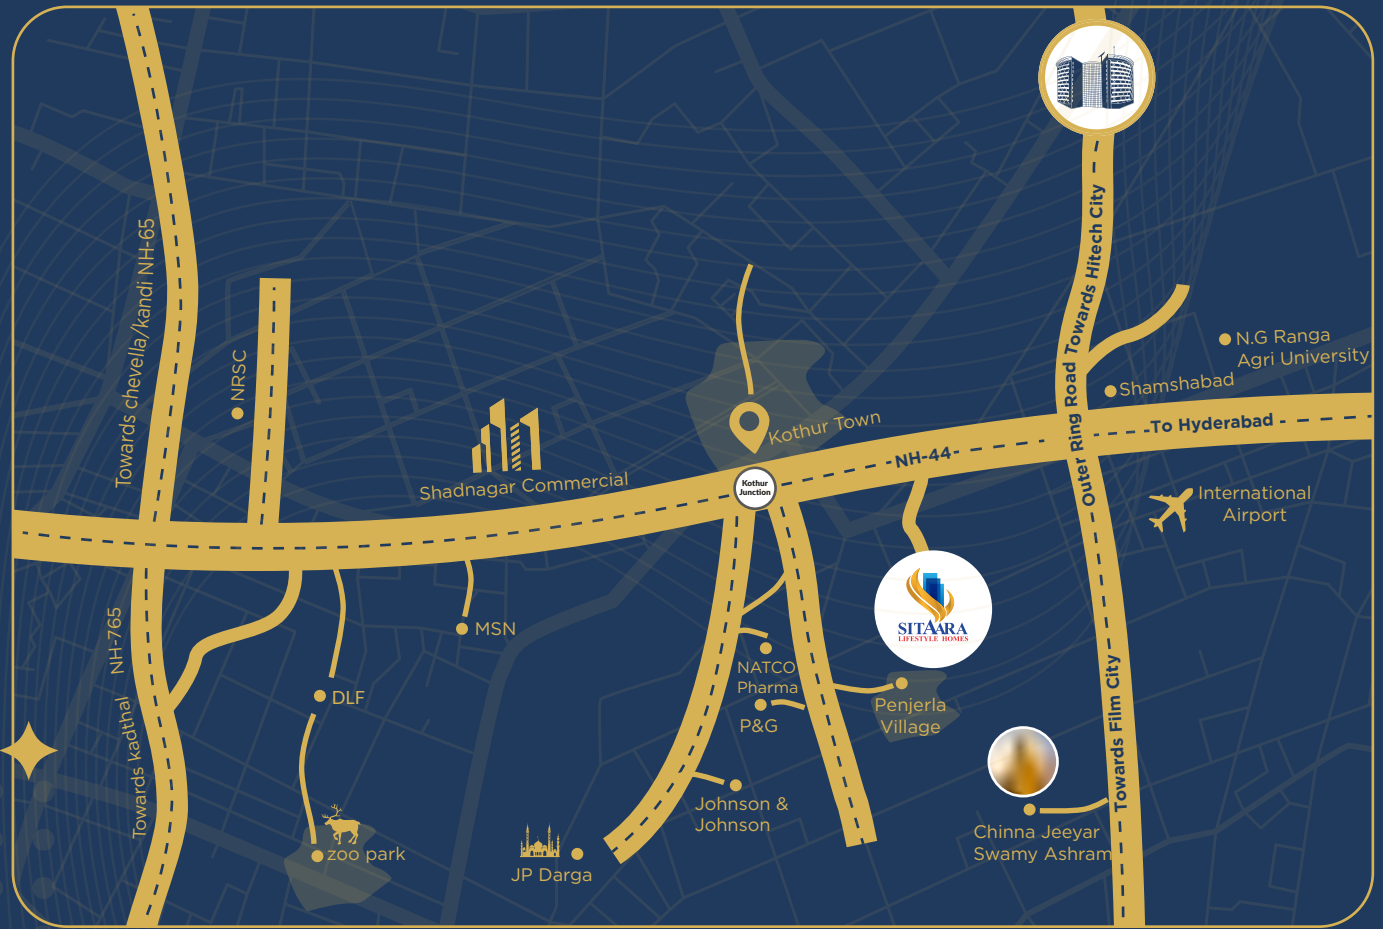 Towards chevella/kandi NH-65
NRSC
Shadnagar Commercial
Kothur Town
Kothur
Junction
NH-44
Outer Ring Road Towards Hitech City
To Hyderabad
N.G Ranga
Agri University
Shamshabad
International
Airport
SITAARA
LIFESTYLE HOMES
NH-765
Towards kadthal
MSN
DLF
zoo park
JP Darga
NATCO
Pharma
P&G
Johnson &
Johnson
Penjerla
Village
Chinna Jeeyar
Swamy Ashram
Towards Film City